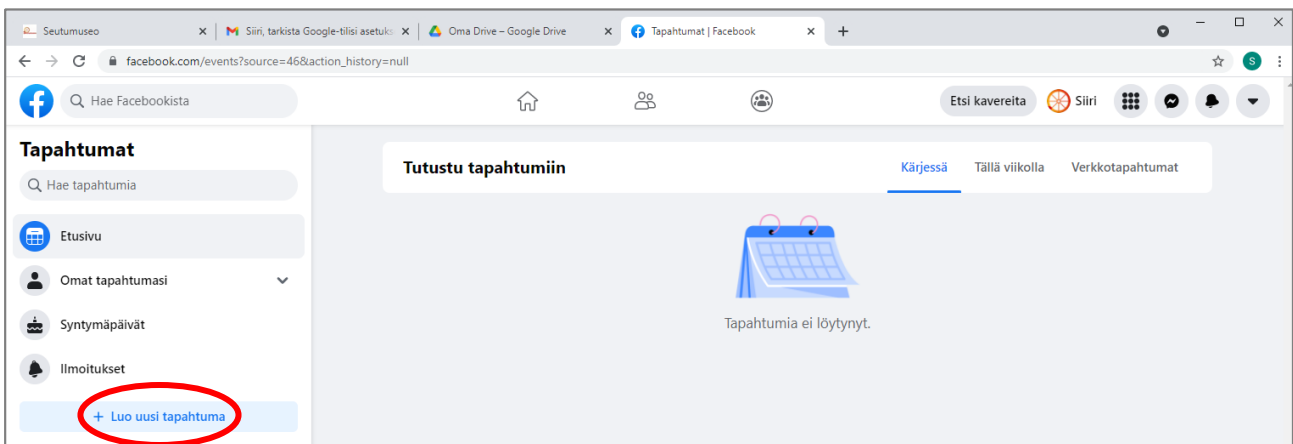 Seutumuseo
Siiri, tarkista Google-tilisi asetuks
Oma Drive – Google Drive
Tapahtumat | Facebook
facebook.com/events?source=46&action_history=null
S
Hae Facebookista
Etsi kavereita
Siiri
Tapahtumat
Hae tapahtumia
Etusivu
Omat tapahtumasi
Syntymäpäivät
Ilmoitukset
+ Luo uusi tapahtuma
Tutustu tapahtumiin
Kärjessä
Tällä viikolla
Verkkotapahtumat
Tapahtumia ei löytynyt.